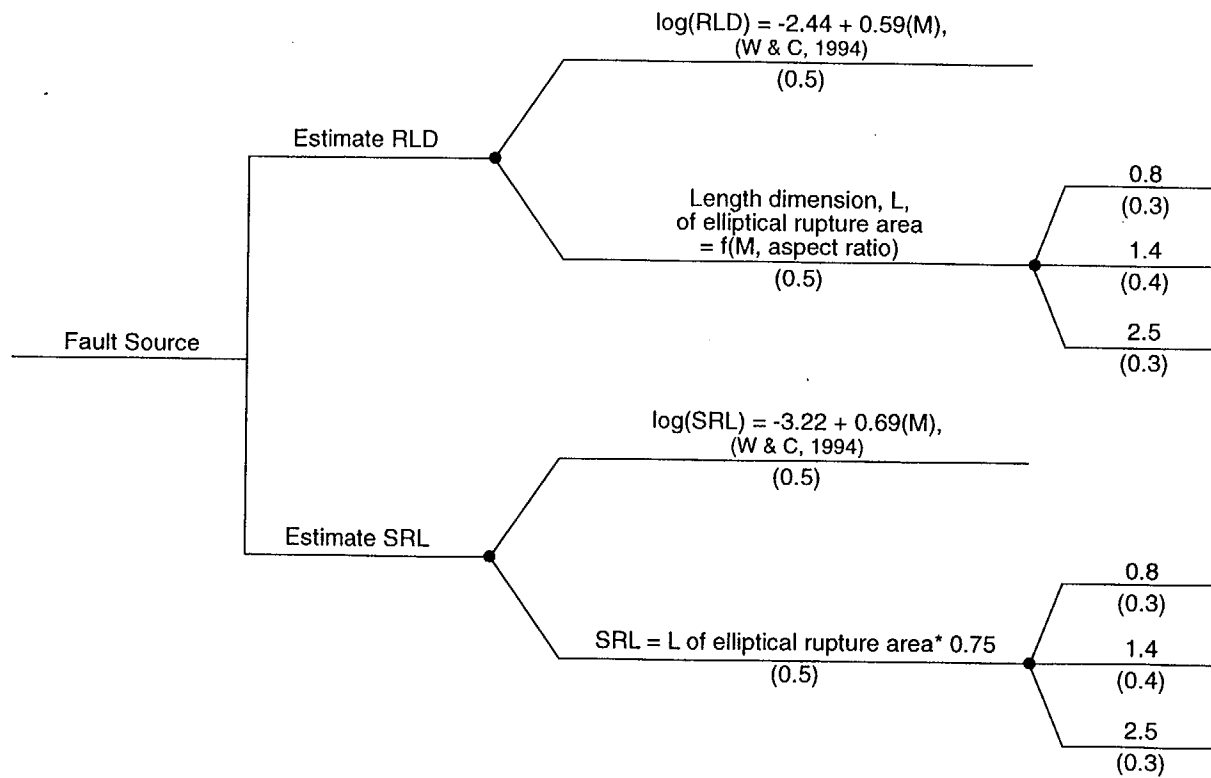 log(RLD) = -2.44 + 0.59(M),
(W & C, 1994)
(0.5)
Estimate RLD
Length dimension, L,
of elliptical rupture area
= f(M, aspect ratio)
(0.5)
0.8
(0.3)
1.4
(0.4)
2.5
(0.3)
Fault Source
log(SRL) = -3.22 + 0.69(M),
(W & C, 1994)
(0.5)
Estimate SRL
SRL = L of elliptical rupture area* 0.75
(0.5)
0.8
(0.3)
1.4
(0.4)
2.5
(0.3)